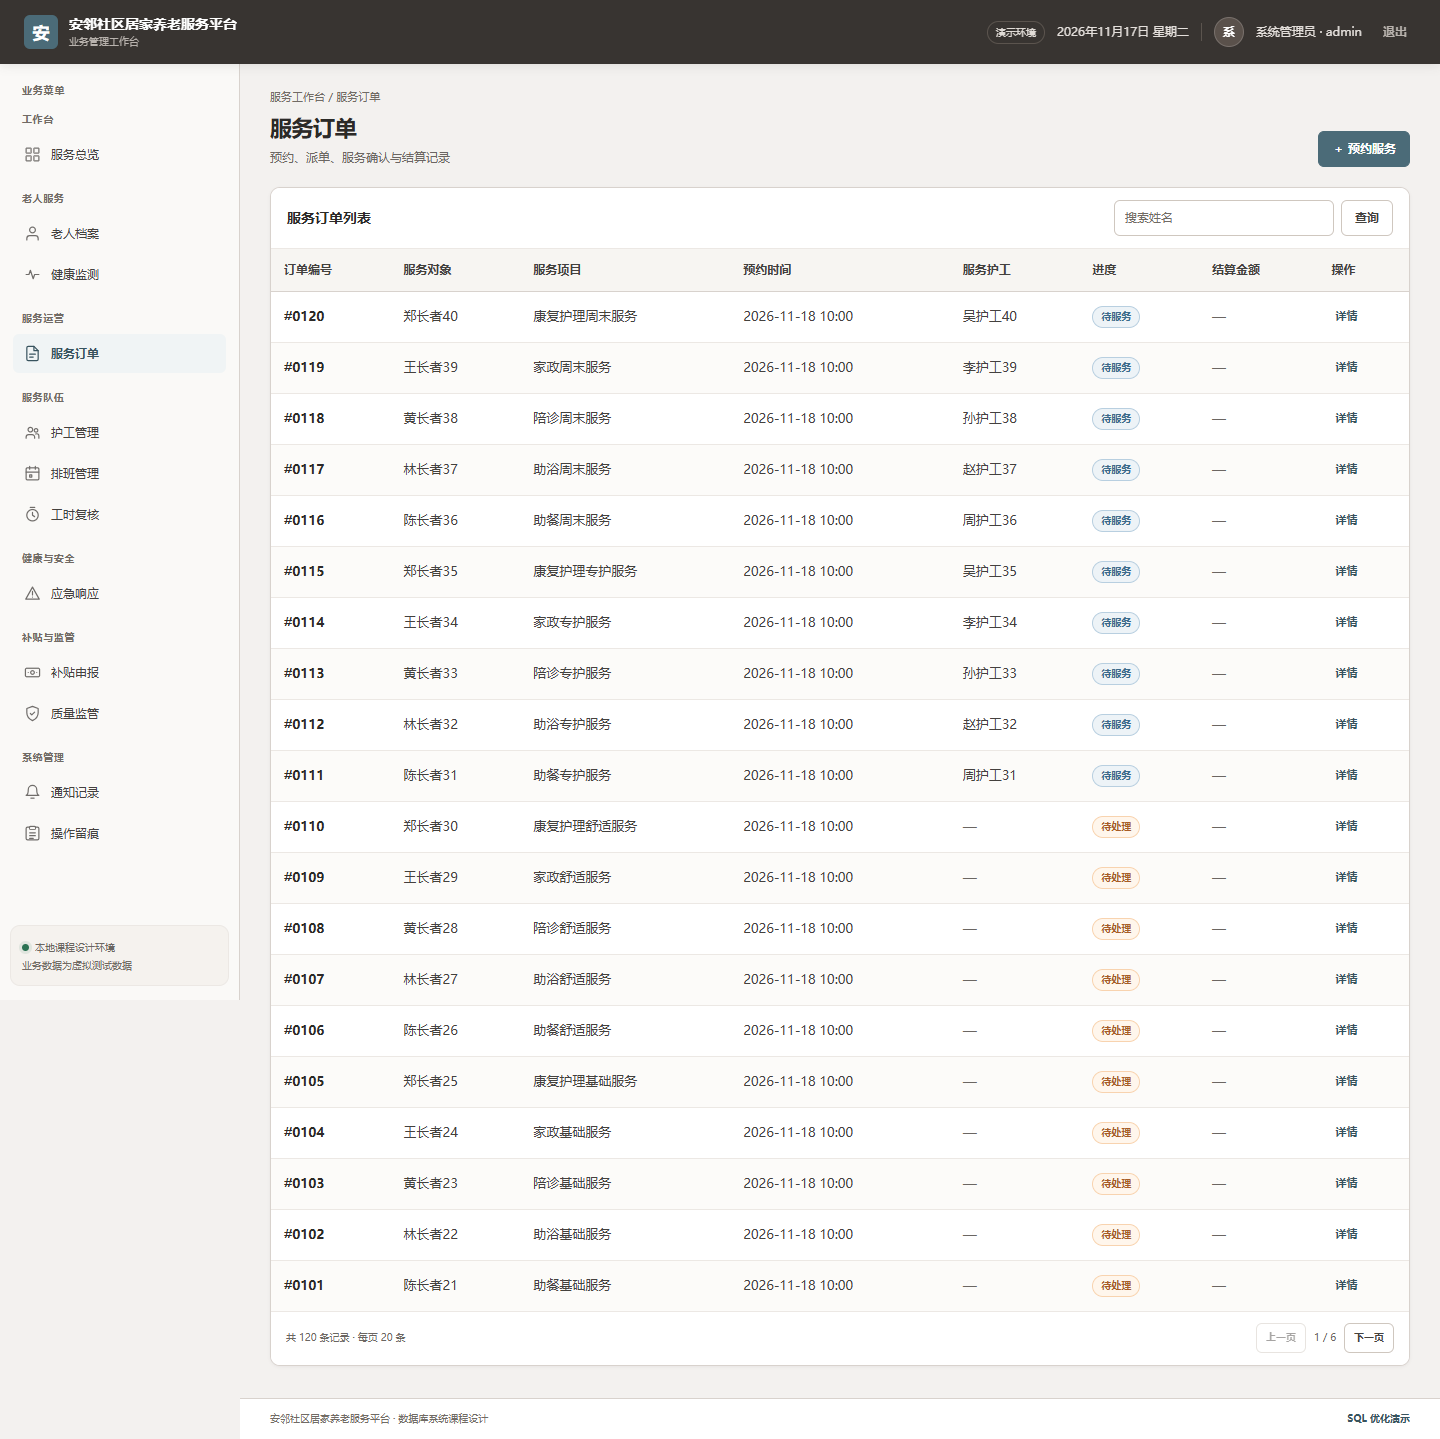 安
安邻社区居家养老服务平台
业务管理工作台
演示环境
2026年11月17日 星期二
系
系统管理员 · admin
退出
业务菜单
工作台
服务总览
老人服务
老人档案
健康监测
服务运营
服务订单
服务队伍
护工管理
排班管理
工时复核
健康与安全
应急响应
补贴与监管
补贴申报
质量监管
系统管理
通知记录
操作留痕
本地课程设计环境
业务数据为虚拟测试数据
服务工作台 / 服务订单
服务订单
预约、派单、服务确认与结算记录
+ 预约服务
服务订单列表
搜索姓名
查询
订单编号 服务对象 服务项目 预约时间 服务护工 进度 结算金额 操作
#0120 郑长者40 康复护理周末服务 2026-11-18 10:00 吴护工40 待服务 — 详情
#0119 王长者39 家政周末服务 2026-11-18 10:00 李护工39 待服务 — 详情
#0118 黄长者38 陪诊周末服务 2026-11-18 10:00 孙护工38 待服务 — 详情
#0117 林长者37 助浴周末服务 2026-11-18 10:00 赵护工37 待服务 — 详情
#0116 陈长者36 助餐周末服务 2026-11-18 10:00 周护工36 待服务 — 详情
#0115 郑长者35 康复护理专护服务 2026-11-18 10:00 吴护工35 待服务 — 详情
#0114 王长者34 家政专护服务 2026-11-18 10:00 李护工34 待服务 — 详情
#0113 黄长者33 陪诊专护服务 2026-11-18 10:00 孙护工33 待服务 — 详情
#0112 林长者32 助浴专护服务 2026-11-18 10:00 赵护工32 待服务 — 详情
#0111 陈长者31 助餐专护服务 2026-11-18 10:00 周护工31 待服务 — 详情
#0110 郑长者30 康复护理舒适服务 2026-11-18 10:00 — 待处理 — 详情
#0109 王长者29 家政舒适服务 2026-11-18 10:00 — 待处理 — 详情
#0108 黄长者28 陪诊舒适服务 2026-11-18 10:00 — 待处理 — 详情
#0107 林长者27 助浴舒适服务 2026-11-18 10:00 — 待处理 — 详情
#0106 陈长者26 助餐舒适服务 2026-11-18 10:00 — 待处理 — 详情
#0105 郑长者25 康复护理基础服务 2026-11-18 10:00 — 待处理 — 详情
#0104 王长者24 家政基础服务 2026-11-18 10:00 — 待处理 — 详情
#0103 黄长者23 陪诊基础服务 2026-11-18 10:00 — 待处理 — 详情
#0102 林长者22 助浴基础服务 2026-11-18 10:00 — 待处理 — 详情
#0101 陈长者21 助餐基础服务 2026-11-18 10:00 — 待处理 — 详情
共 120 条记录 · 每页 20 条
上一页 1 / 6 下一页
安邻社区居家养老服务平台 · 数据库系统课程设计
SQL 优化演示